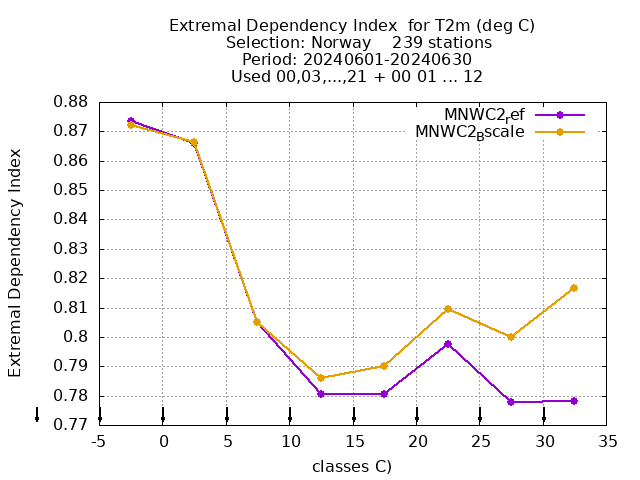 Extremal Dependency Index  for T2m (deg C)
Selection: Norway    239 stations
Period: 20240601-20240630
Used 00,03,...,21 + 00 01 ... 12
MNWC2ref
MNWC2Bscale
Extremal Dependency Index
0.88
0.87
0.86
0.85
0.84
0.83
0.82
0.81
0.8
0.79
0.78
0.77
-5 0 5 10 15 20 25 30 35
classes C)